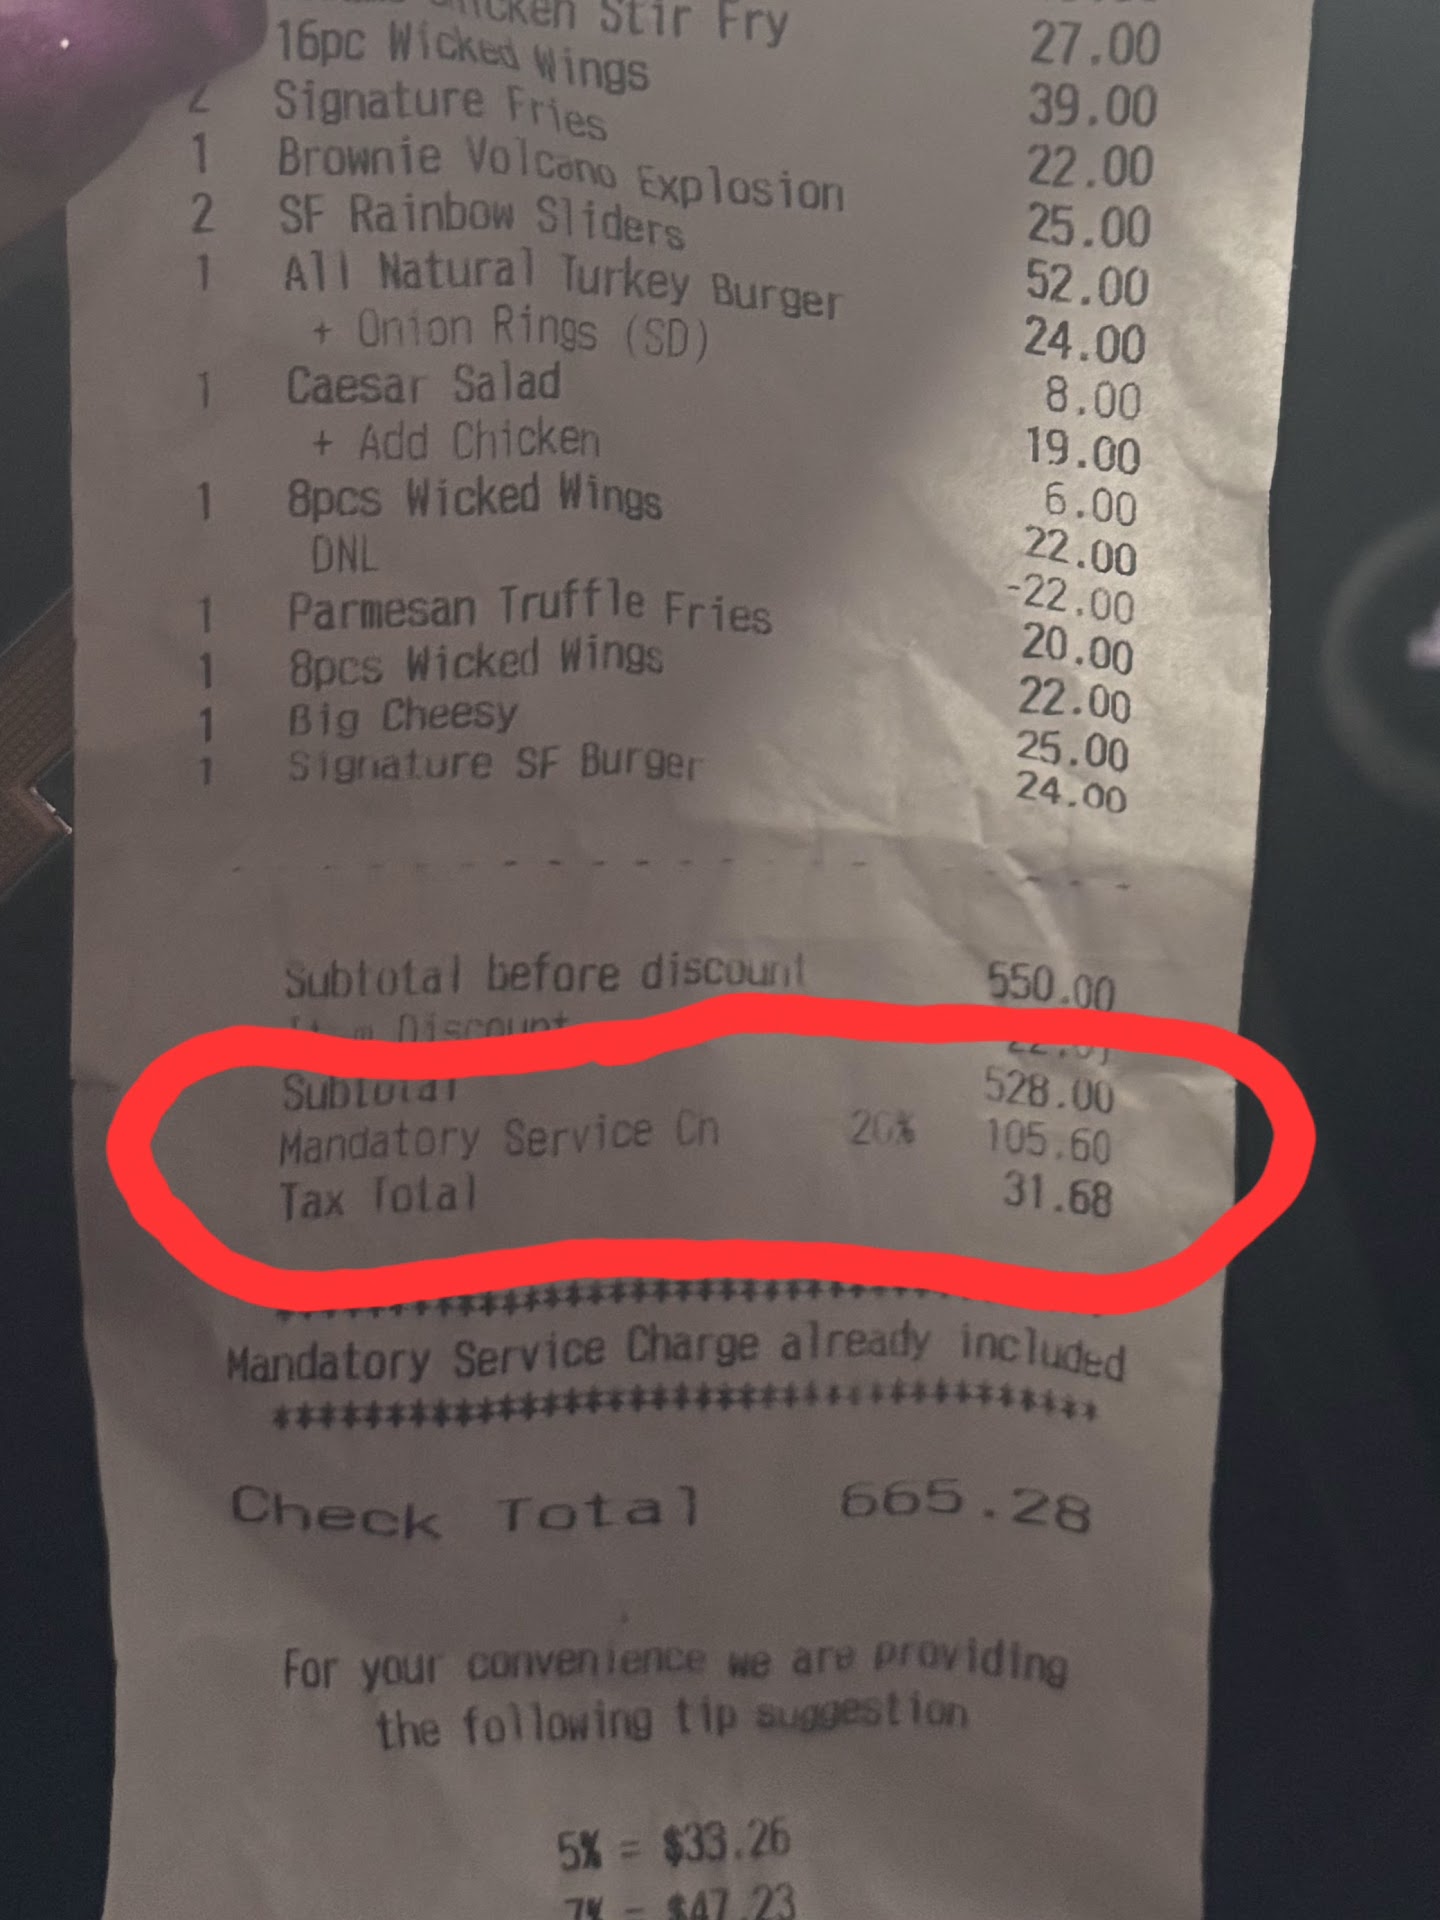 Stir Fry 27.00
16pc Wicked Wings 39.00
2 Signature Fries 22.00
1 Brownie Volcano Explosion 25.00
2 SF Rainbow Sliders 52.00
1 All Natural Turkey Burger 24.00
+ Onion Rings (SD) 8.00
1 Caesar Salad 19.00
+ Add Chicken 6.00
1 8pcs Wicked Wings 22.00
DNL -22.00
1 Parmesan Truffle Fries 20.00
1 8pcs Wicked Wings 22.00
1 Big Cheesy 25.00
1 Signature SF Burger 24.00
Subtotal before discount 550.00
Item Discount
Subtotal 528.00
Mandatory Service Ch 20% 105.60
Tax Total 31.68
Mandatory Service Charge already included
Check Total 665.28
For your convenience we are providing
the following tip suggestion
5% = $33.26
7% = $47.23